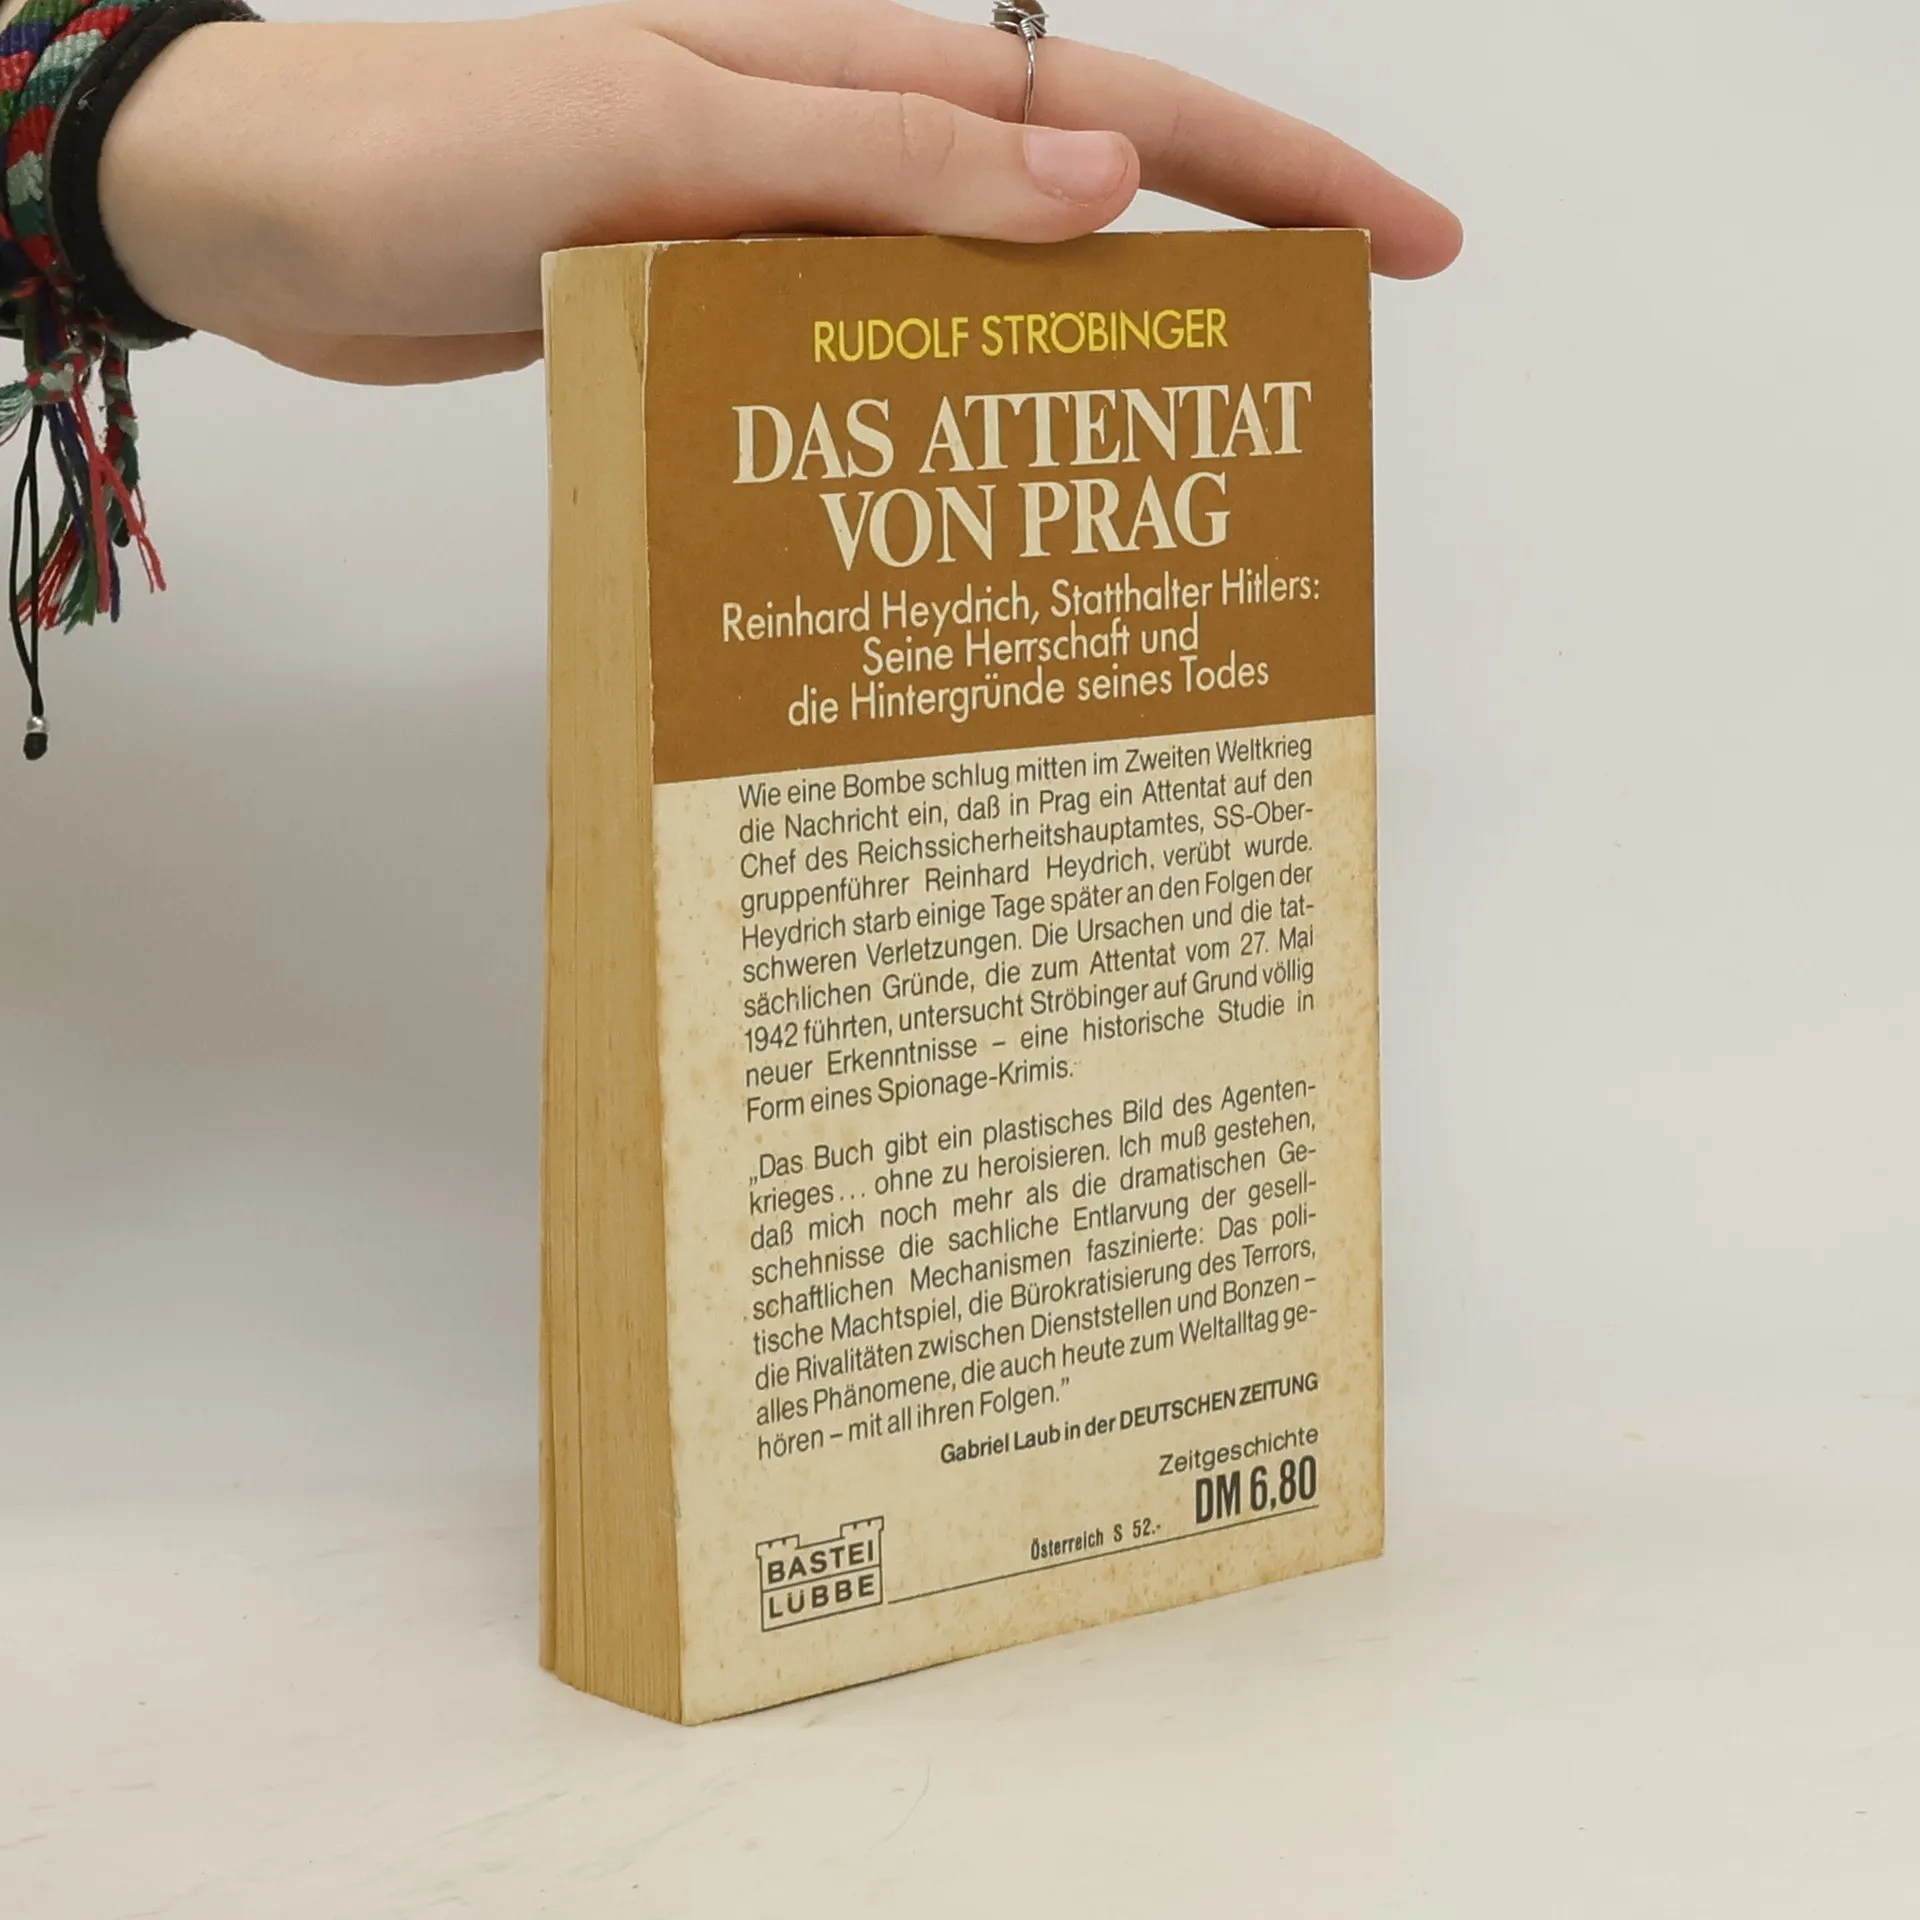 RUDOLF STRÖBINGER
DAS ATTENTAT
VON PRAG
Reinhard Heydrich, Statthalter Hitlers:
Seine Herrschaft und
die Hintergründe seines Todes
Wie eine Bombe schlug mitten im Zweiten Weltkrieg
die Nachricht ein, daß in Prag ein Attentat auf den
Chef des Reichssicherheitshauptamtes, SS-Ober-
gruppenführer Reinhard Heydrich, verübt wurde.
Heydrich starb einige Tage später an den Folgen der
schweren Verletzungen. Die Ursachen und die tat-
sächlichen Gründe, die zum Attentat vom 27. Mai
1942 führten, untersucht Ströbinger auf Grund völlig
neuer Erkenntnisse – eine historische Studie in
Form eines Spionage-Krimis.
„Das Buch gibt ein plastisches Bild des Agenten-
krieges... ohne zu heroisieren. Ich muß gestehen,
daß mich noch mehr als die dramatischen Ge-
schehnisse die sachliche Entlarvung der gesell-
schaftlichen Mechanismen faszinierte: Das poli-
tische Machtspiel, die Bürokratisierung des Terrors,
die Rivalitäten zwischen Dienststellen und Bonzen –
alles Phänomene, die auch heute zum Weltalltag ge-
hören – mit all ihren Folgen.”
Gabriel Laub in der DEUTSCHEN ZEITUNG
Zeitgeschichte
DM 6,80
Österreich S 52.-
BASTEI
LÜBBE